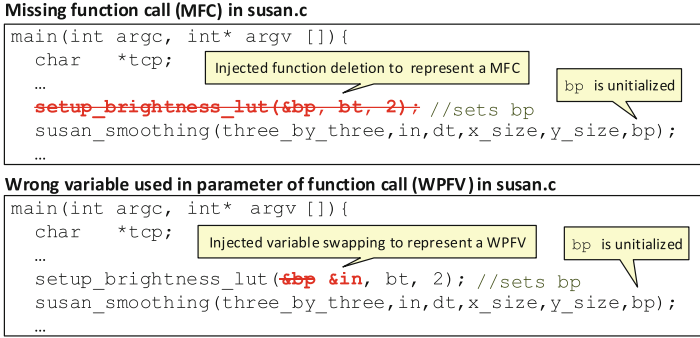 Missing function call (MFC) in susan.c
main(int argc, int* argv []){
char *tcp;
Injected function deletion to represent a MFC
…
bp is unitialized
setup_brightness_lut(&bp, bt, 2); //sets bp
susan_smoothing(three_by_three,in,dt,x_size,y_size,bp);
…
Wrong variable used in parameter of function call (WPFV) in susan.c
main(int argc, int* argv []){
char *tcp;
Injected variable swapping to represent a WPFV
bp is unitialized
…
setup_brightness_lut(&bp &in, bt, 2); //sets bp
susan_smoothing(three_by_three,in,dt,x_size,y_size,bp);
…